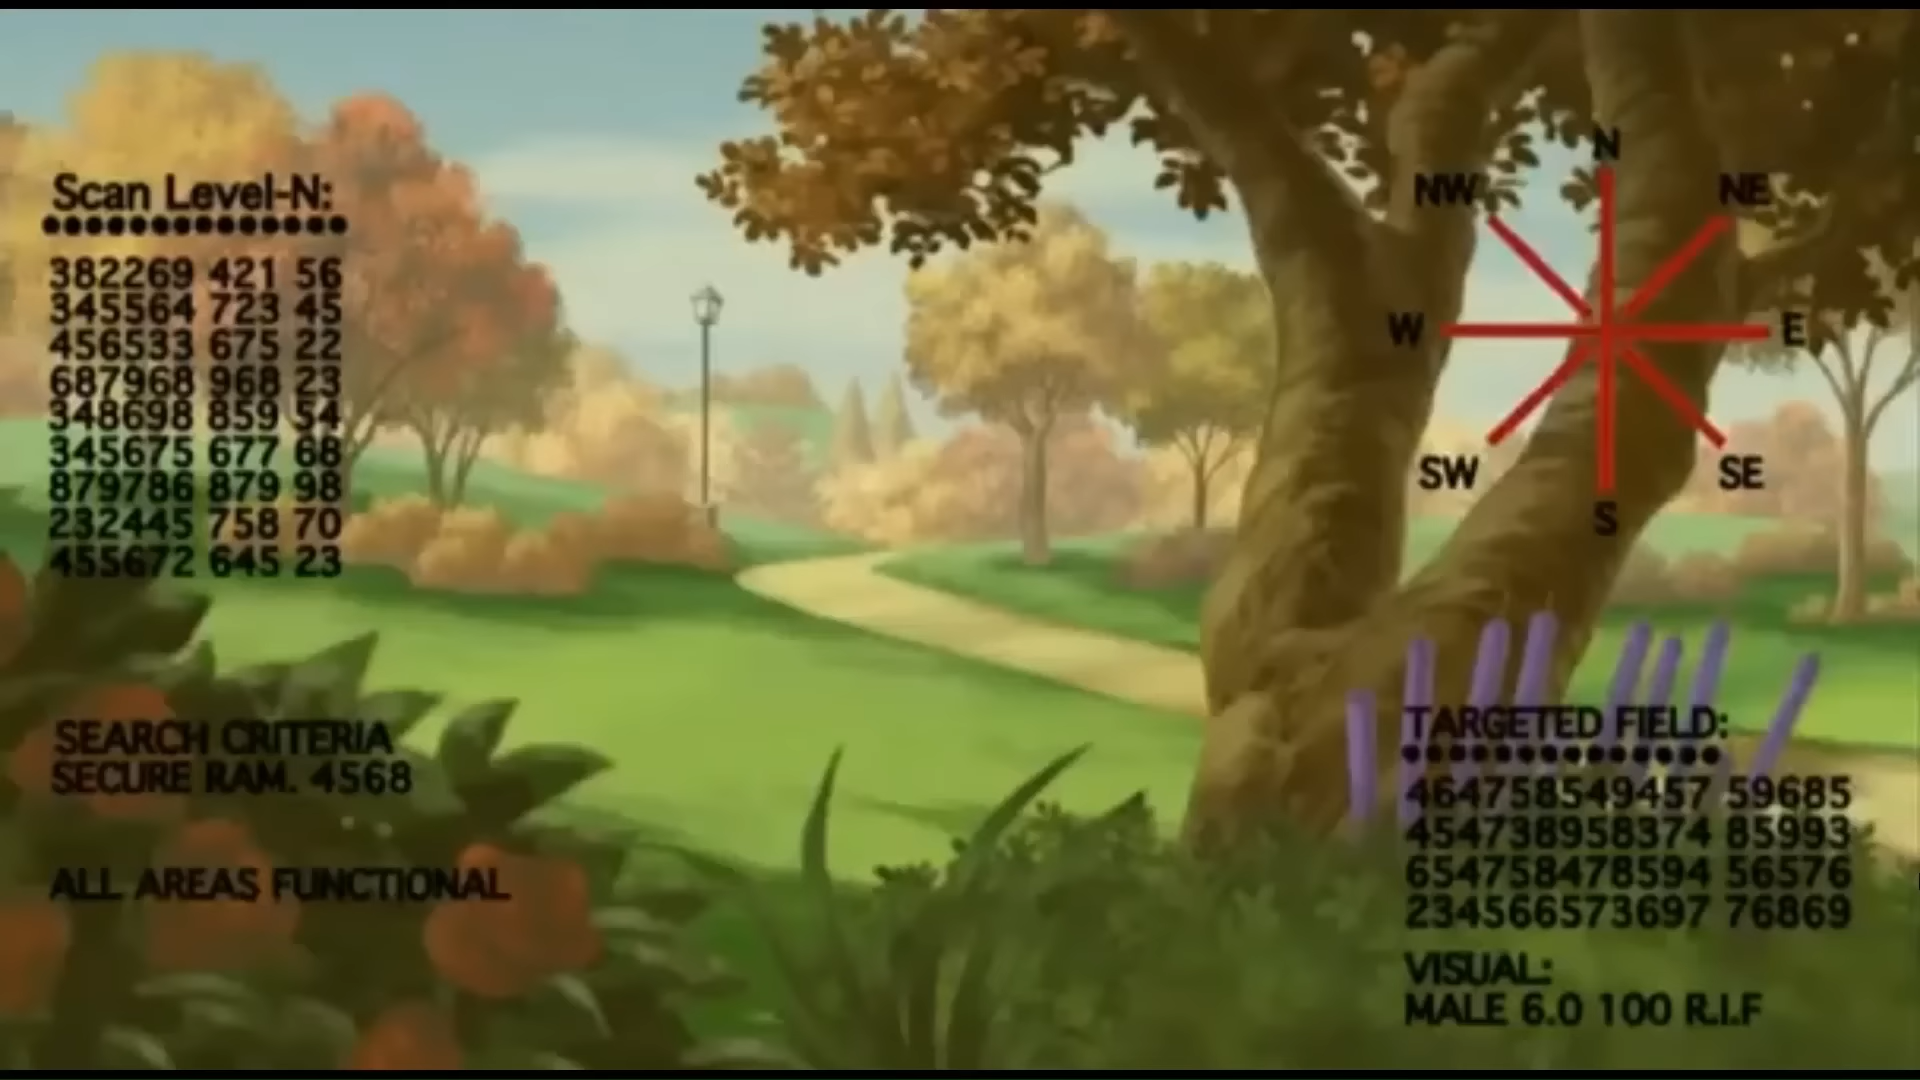 Scan Level-N:
382269 421 56
345564 723 45
456533 675 22
687968 968 23
348698 859 54
345675 677 68
879786 879 98
232445 758 70
455672 645 23
SEARCH CRITERIA
SECURE RAM. 4568
ALL AREAS FUNCTIONAL
N
NW NE
W E
SW SE
S
TARGETED FIELD:
464758549457 59685
454738958374 85993
654758478594 56576
234566573697 76869
VISUAL:
MALE 6.0 100 R.I.F